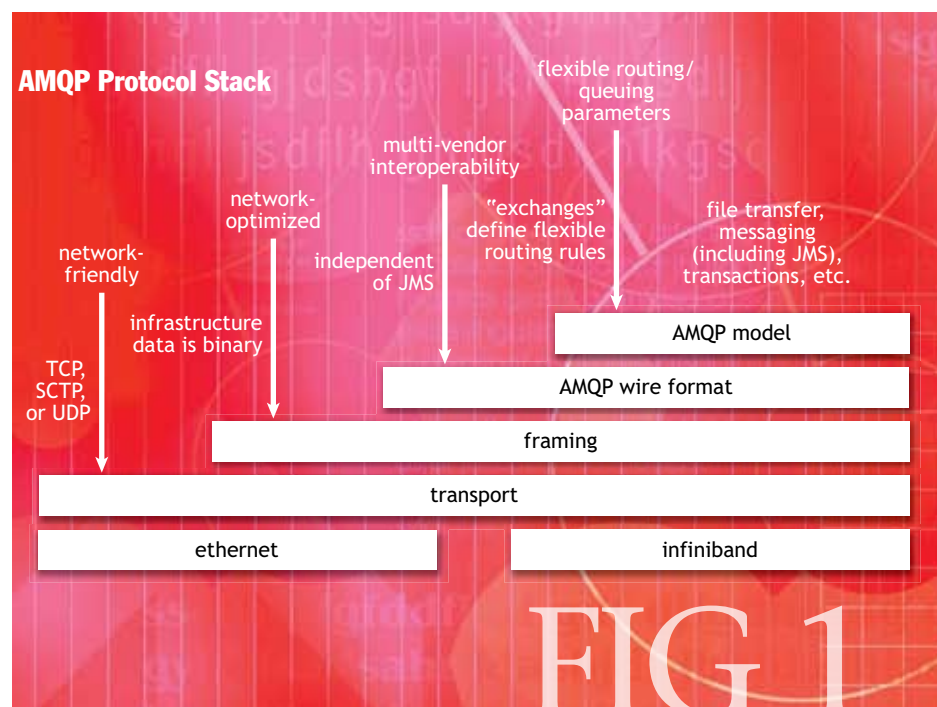 AMQP Protocol Stack
flexible routing/
queuing
parameters
multi-vendor
interoperability
network-
optimized
network-
friendly
"exchanges"
define flexible
routing rules
file transfer,
messaging
(including JMS),
transactions, etc.
independent
of JMS
infrastructure
data is binary
TCP,
SCTP,
or UDP
AMQP model
AMQP wire format
framing
transport
ethernet
infiniband
FIG 1